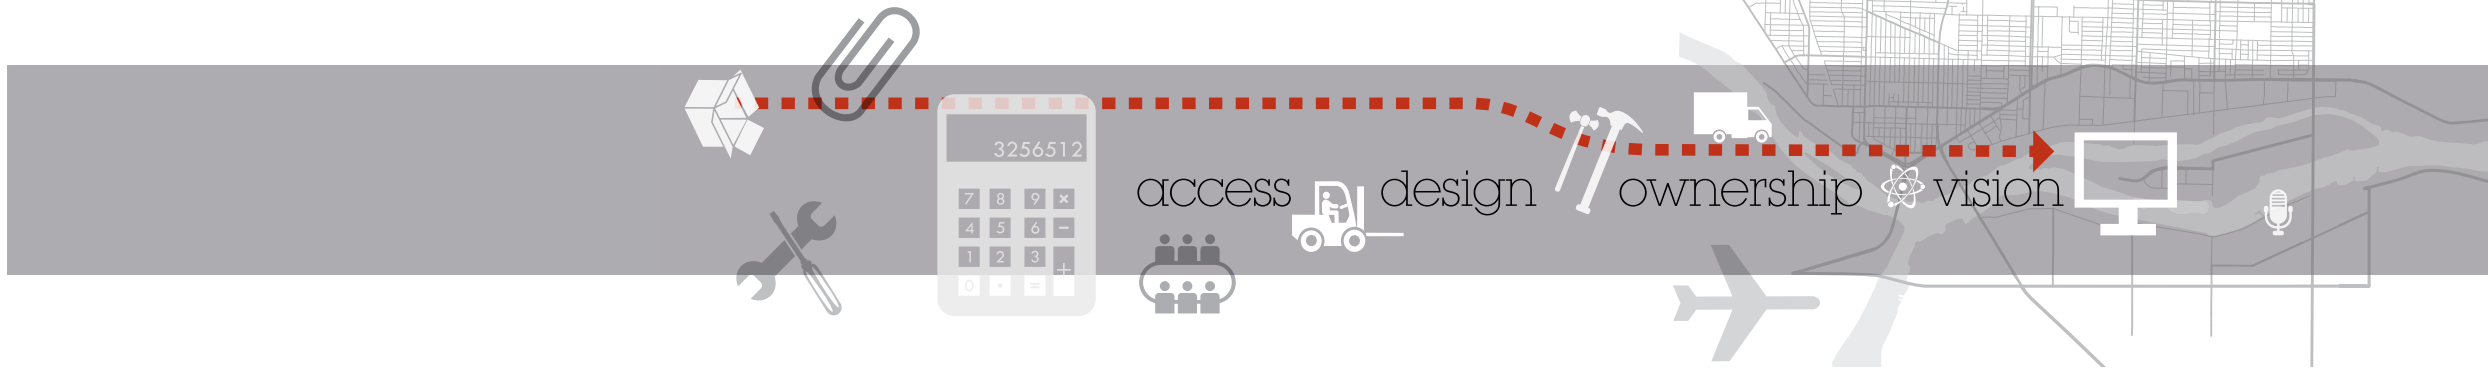 3256512
access design ownership vision
7 8 9 ×
4 5 6 −
1 2 3 +
0 . =